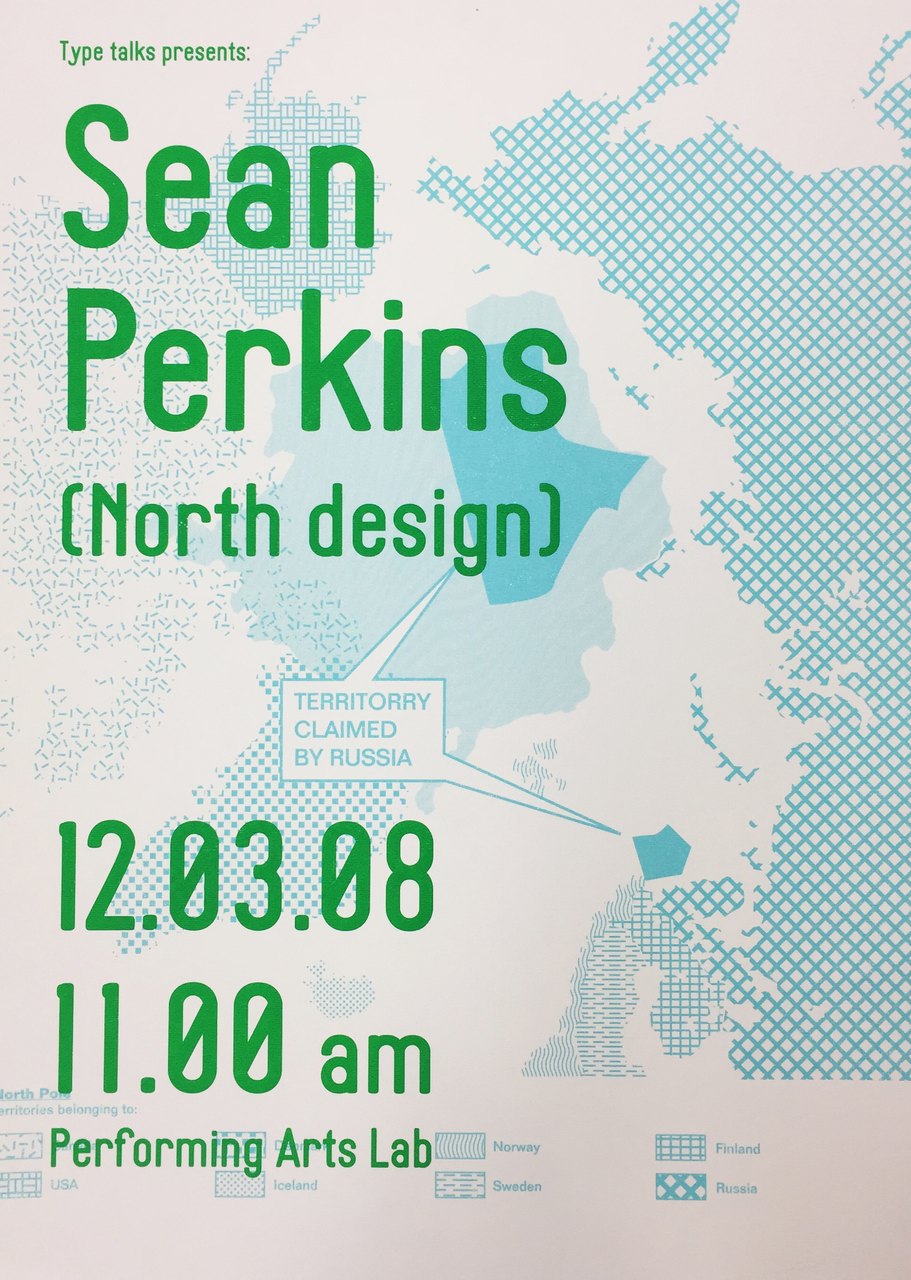 Type talks presents:
Sean
Perkins
(North design)
TERRITORRY
CLAIMED
BY RUSSIA
12.03.08
11.00 am
North Pole
erritories belonging to:
Performing Arts Lab
Norway
Finland
USA
Iceland
Sweden
Russia